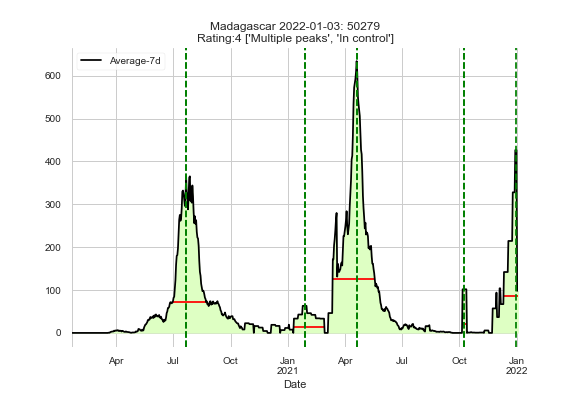 Madagascar 2022-01-03: 50279
Rating:4 ['Multiple peaks', 'In control']
Average-7d
600
500
400
300
200
100
0
Apr Jul Oct Jan Apr Jul Oct Jan
2021 2022
Date